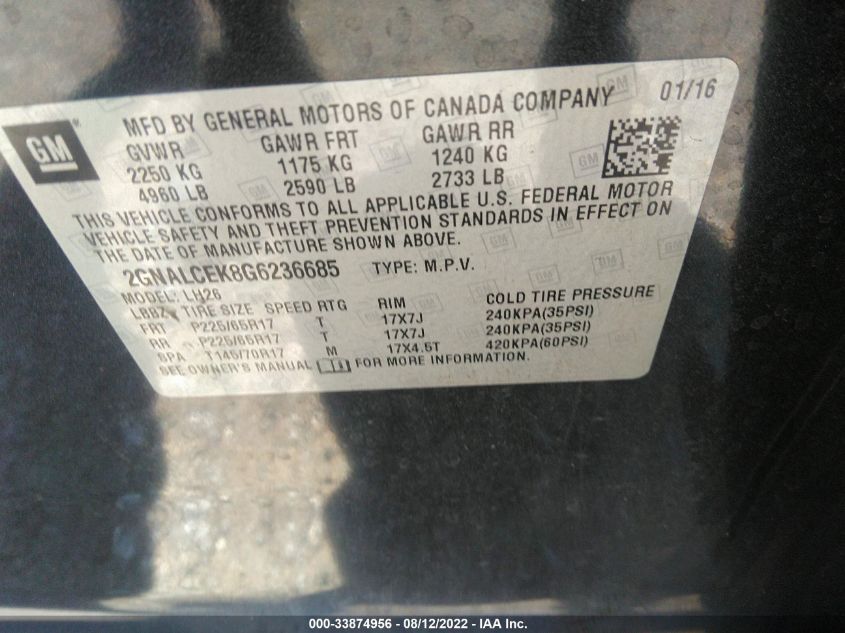 GM®
MFD BY GENERAL MOTORS OF CANADA COMPANY 01/16
GVWR GAWR FRT GAWR RR
2250 KG 1175 KG 1240 KG
4960 LB 2590 LB 2733 LB
THIS VEHICLE CONFORMS TO ALL APPLICABLE U.S. FEDERAL MOTOR
VEHICLE SAFETY AND THEFT PREVENTION STANDARDS IN EFFECT ON
THE DATE OF MANUFACTURE SHOWN ABOVE.
2GNALCEK8G6236685 TYPE: M.P.V.
MODEL: LH26
TIRE SIZE SPEED RTG RIM COLD TIRE PRESSURE
FRT P225/65R17 T 17X7J 240KPA(35PSI)
RR P225/65R17 T 17X7J 240KPA(35PSI)
SPA T145/70R17 M 17X4.5T 420KPA(60PSI)
SEE OWNER'S MANUAL FOR MORE INFORMATION.
000-33874956 - 08/12/2022 - IAA Inc.